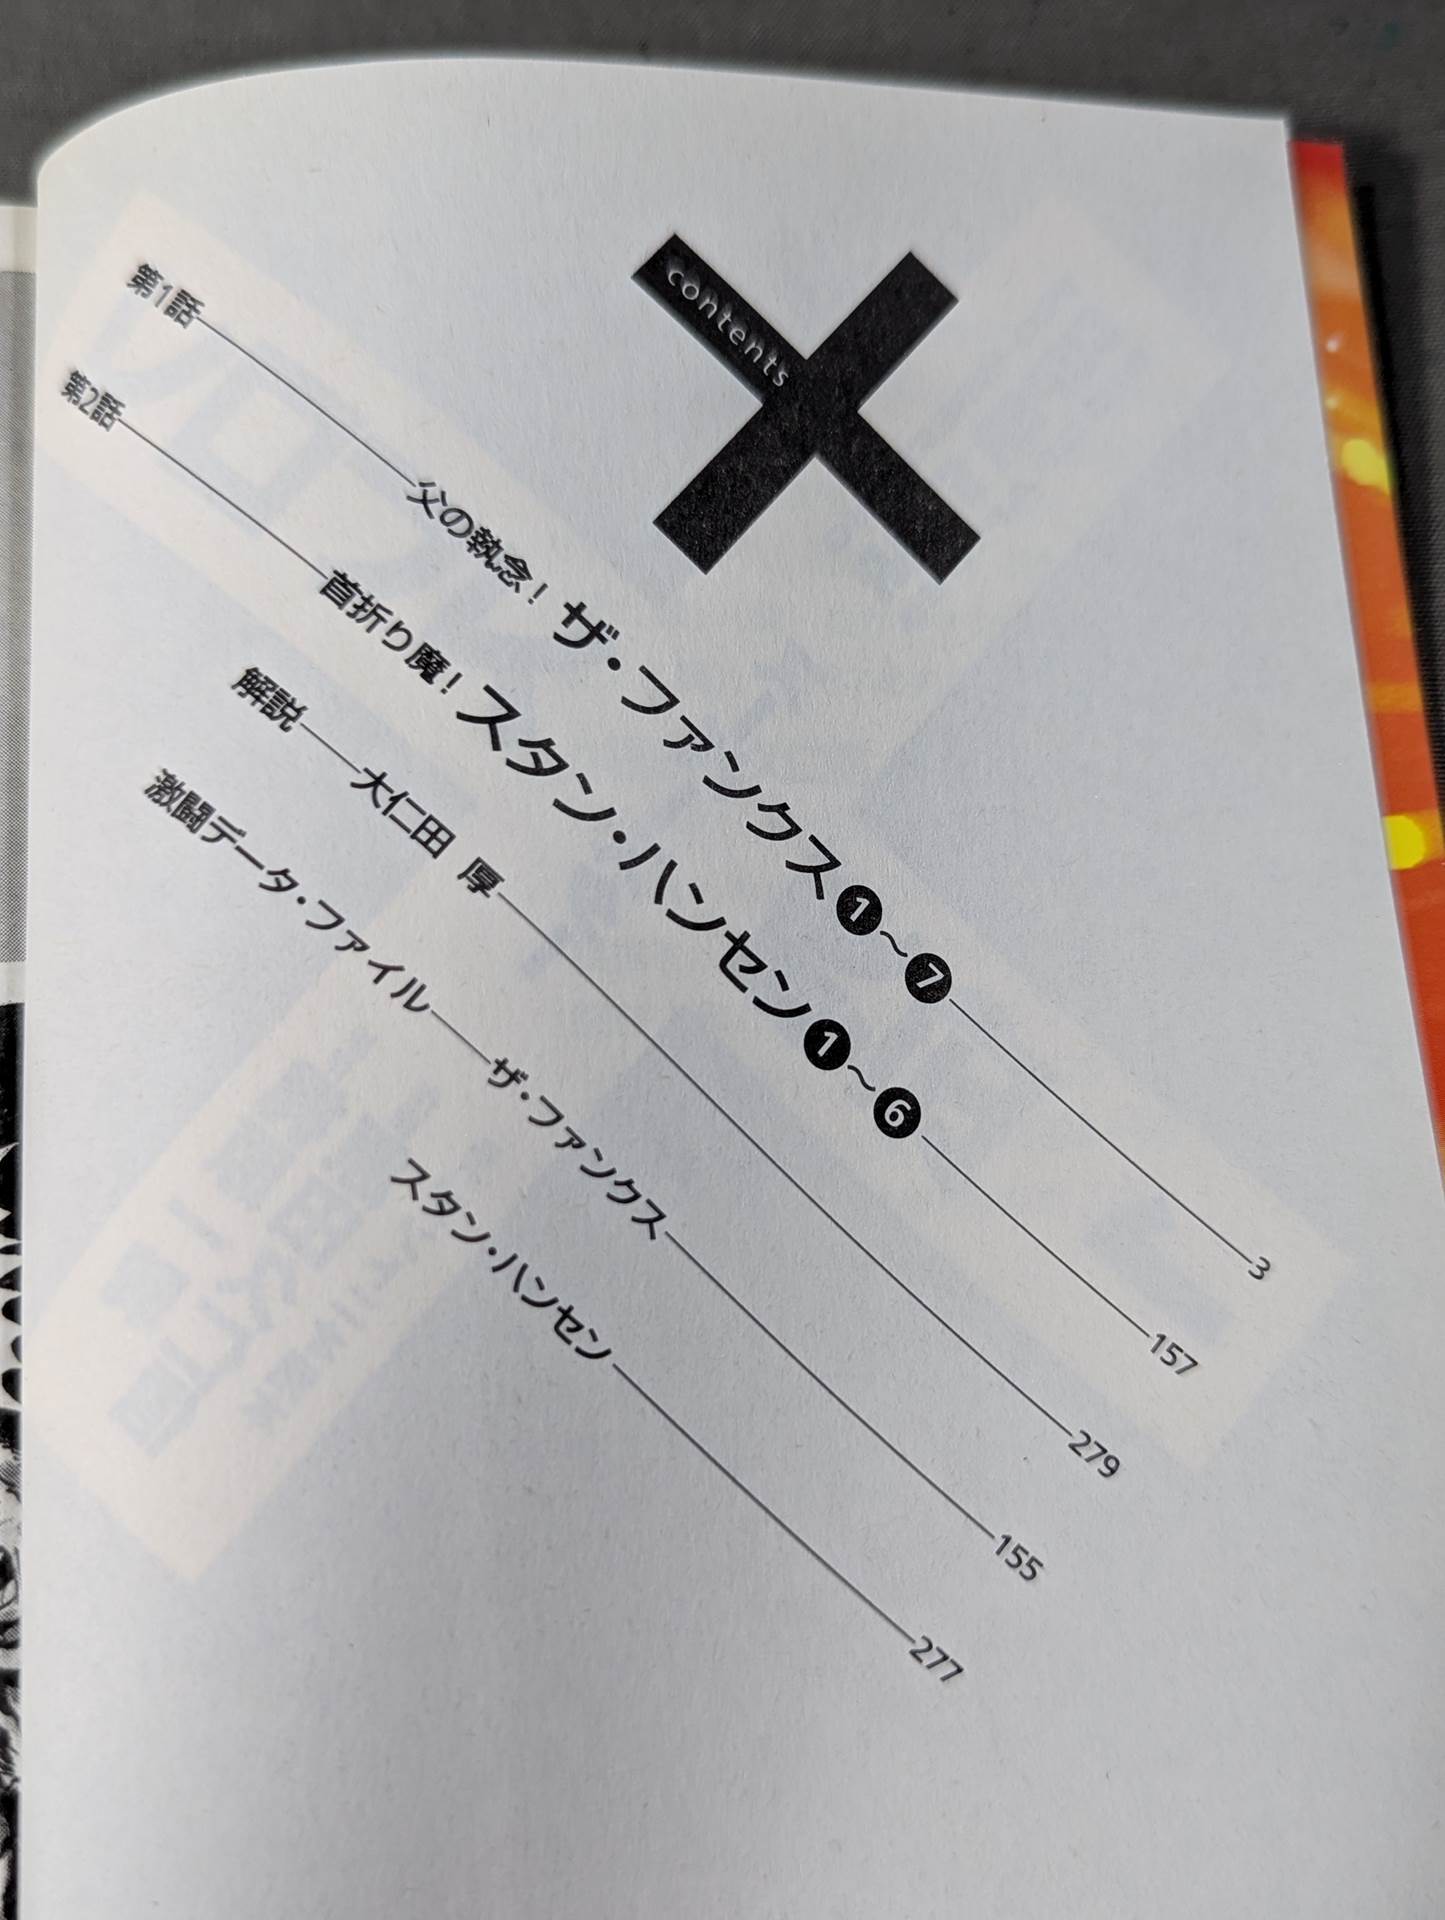 contents
第1話 父の執念！ザ・ファンクス❶〜❼ 3
第2話 首折り魔！スタン・ハンセン❶〜❻ 157
解説 大仁田 厚 279
激闘データ・ファイル ザ・ファンクス 155
スタン・ハンセン 277